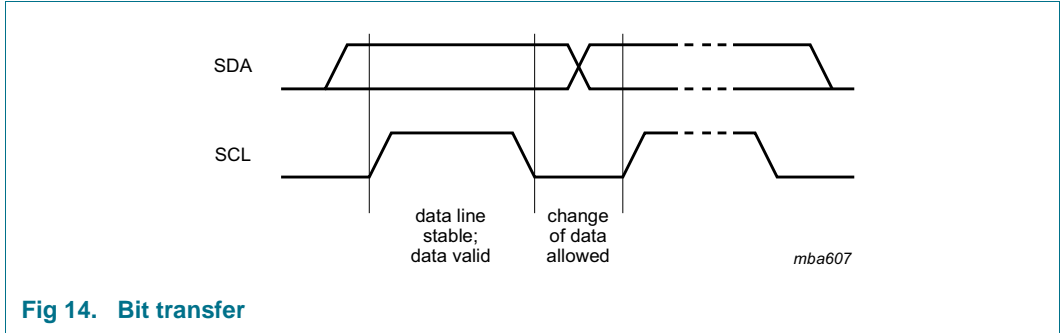 SDA
SCL
data line
stable;
data valid
change
of data
allowed
mba607
Fig 14. Bit transfer